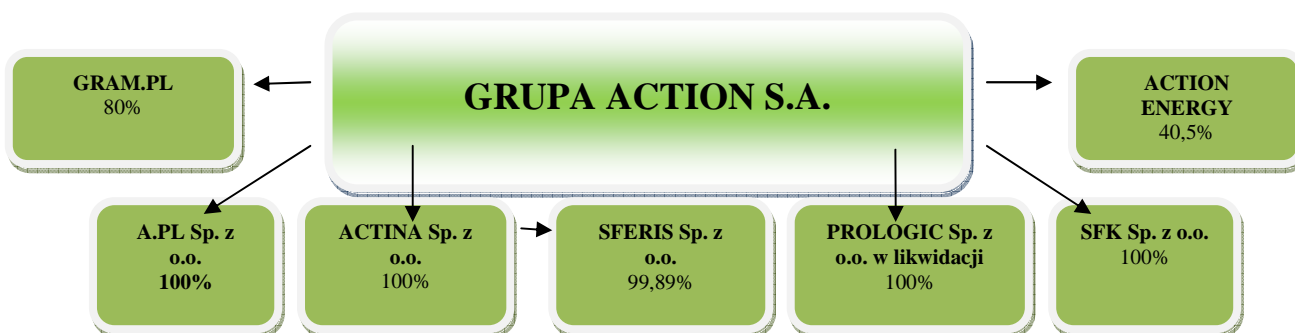 GRUPA ACTION S.A.
GRAM.PL
80%
ACTION
ENERGY
40,5%
A.PL Sp. z
o.o.
100%
ACTINA Sp. z
o.o.
100%
SFERIS Sp. z
o.o.
99,89%
PROLOGIC Sp. z
o.o. w likwidacji
100%
SFK Sp. z o.o.
100%